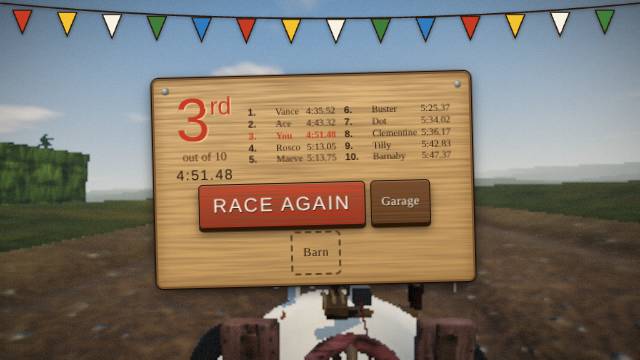 3rd
out of 10
4:51.48
1. Vance 4:35.52
2. Ace 4:43.32
3. You 4:51.48
4. Rosco 5:13.05
5. Maeve 5:13.75
6. Buster 5:25.37
7. Dot 5:34.02
8. Clementine 5:36.17
9. Tilly 5:42.83
10. Barnaby 5:47.37
RACE AGAIN
Garage
Barn